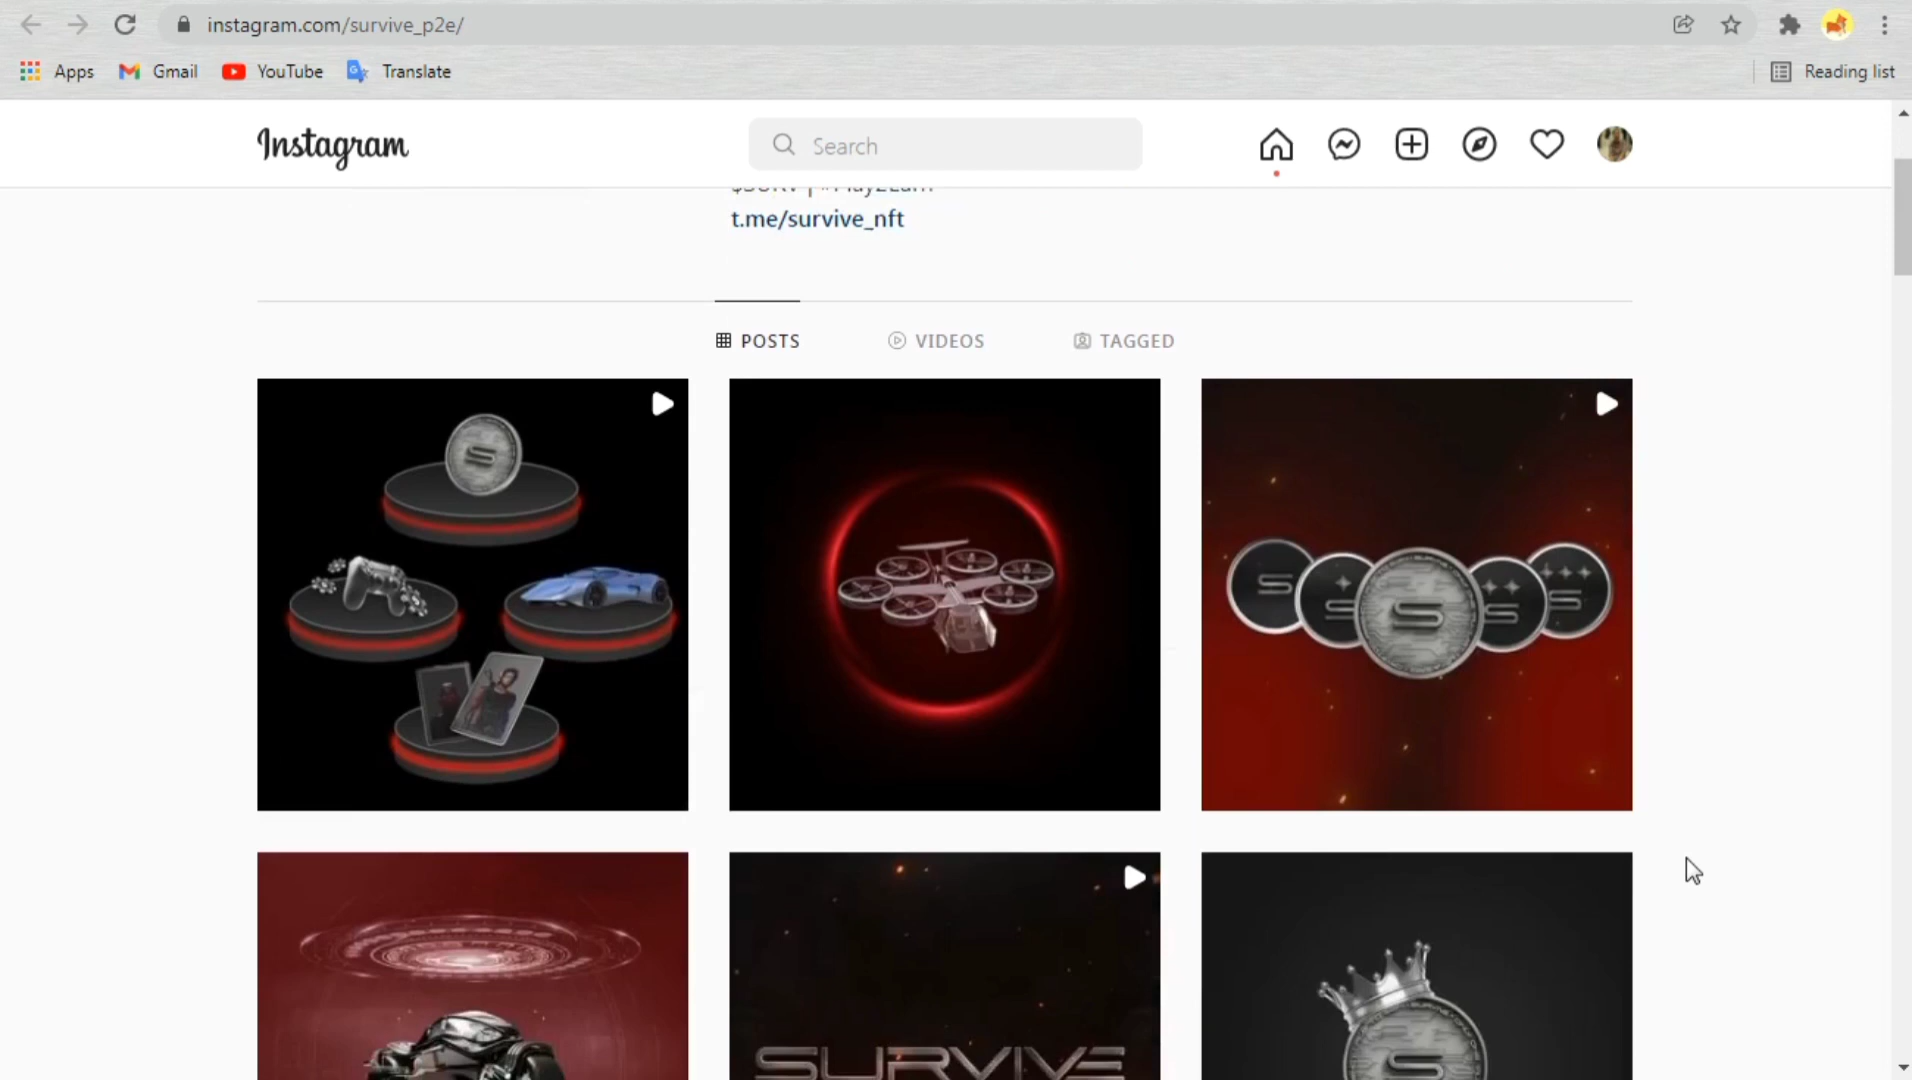 instagram.com/survive_p2e/
Apps
Gmail
YouTube
Translate
Reading list
Instagram
Search
t.me/survive_nft
POSTS
VIDEOS
TAGGED
SURVIVE